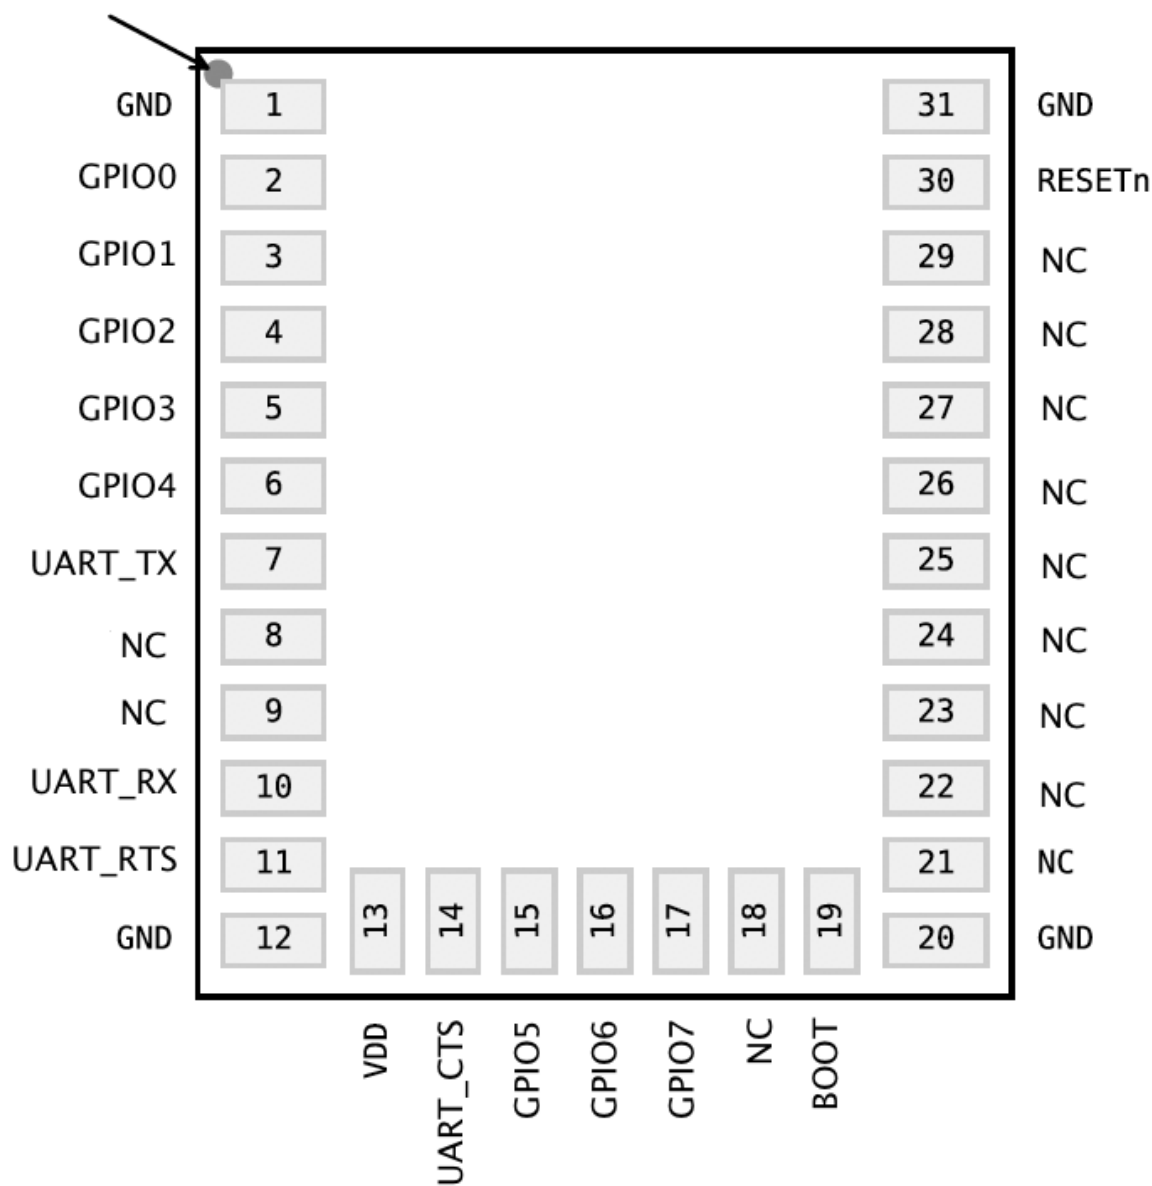 GND 1 31 GND
GPIO0 2 30 RESETn
GPIO1 3 29 NC
GPIO2 4 28 NC
GPIO3 5 27 NC
GPIO4 6 26 NC
UART_TX 7 25 NC
NC 8 24 NC
NC 9 23 NC
UART_RX 10 22 NC
UART_RTS 11 21 NC
GND 12 13 14 15 16 17 18 19 20 GND
VDD UART_CTS GPIO5 GPIO6 GPIO7 NC BOOT